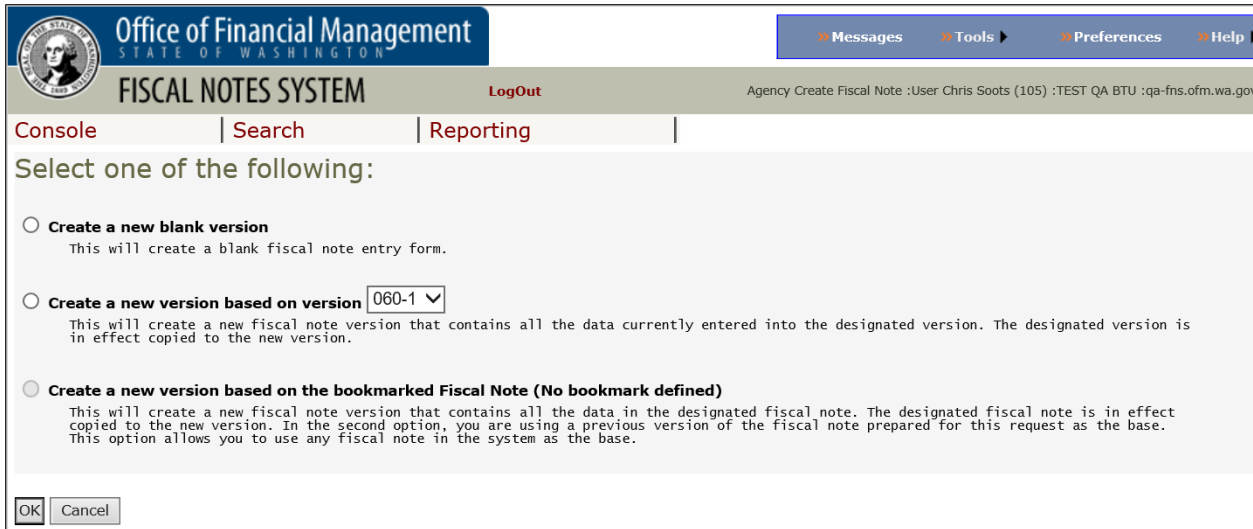 Office of Financial Management
STATE OF WASHINGTON
»Messages »Tools »Preferences »Help
FISCAL NOTES SYSTEM
LogOut
Agency Create Fiscal Note :User Chris Soots (105) :TEST QA BTU :qa-fns.ofm.wa.gov
Console | Search | Reporting |
Select one of the following:
Create a new blank version
This will create a blank fiscal note entry form.
Create a new version based on version 060-1
This will create a new fiscal note version that contains all the data currently entered into the designated version. The designated version is
in effect copied to the new version.
Create a new version based on the bookmarked Fiscal Note (No bookmark defined)
This will create a new fiscal note version that contains all the data in the designated fiscal note. The designated fiscal note is in effect
copied to the new version. In the second option, you are using a previous version of the fiscal note prepared for this request as the base.
This option allows you to use any fiscal note in the system as the base.
OK Cancel